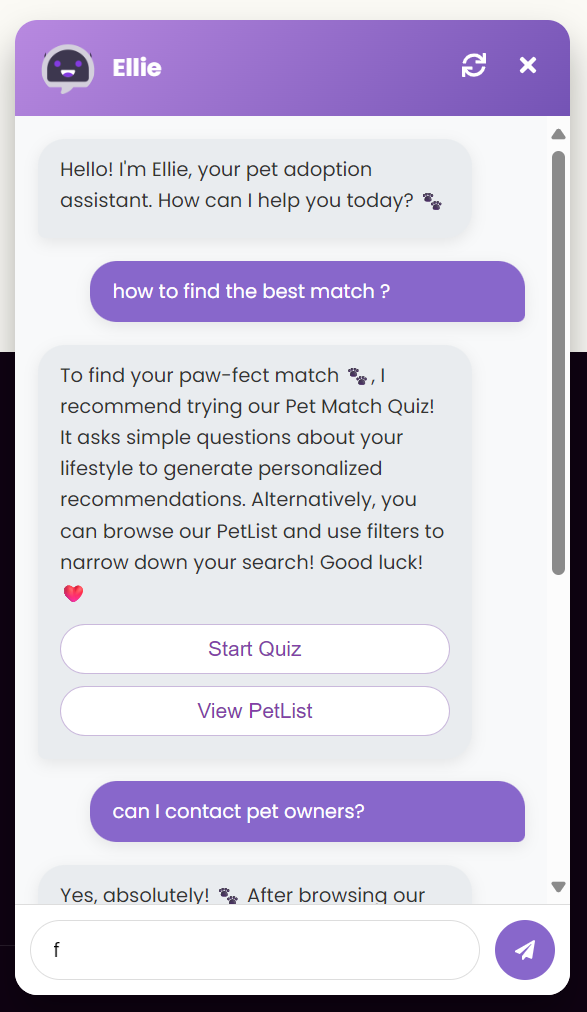 Ellie
Hello! I'm Ellie, your pet adoption
assistant. How can I help you today? 🐾
how to find the best match ?
To find your paw-fect match 🐾, I
recommend trying our Pet Match Quiz!
It asks simple questions about your
lifestyle to generate personalized
recommendations. Alternatively, you
can browse our PetList and use filters to
narrow down your search! Good luck!
❤️
Start Quiz
View PetList
can I contact pet owners?
Yes, absolutely! 🐾 After browsing our
f